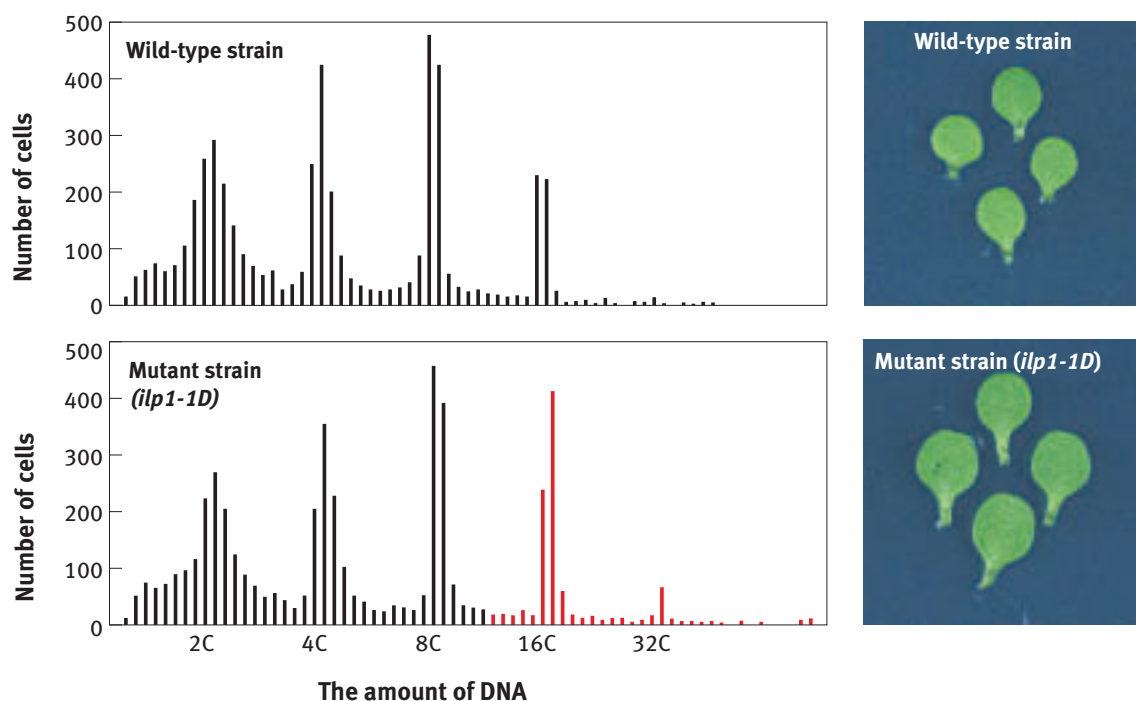 500
400
300
200
100
0
Number of cells
Wild-type strain
Wild-type strain
500
400
300
200
100
0
Number of cells
Mutant strain
(ilp1-1D)
2C 4C 8C 16C 32C
The amount of DNA
Mutant strain (ilp1-1D)